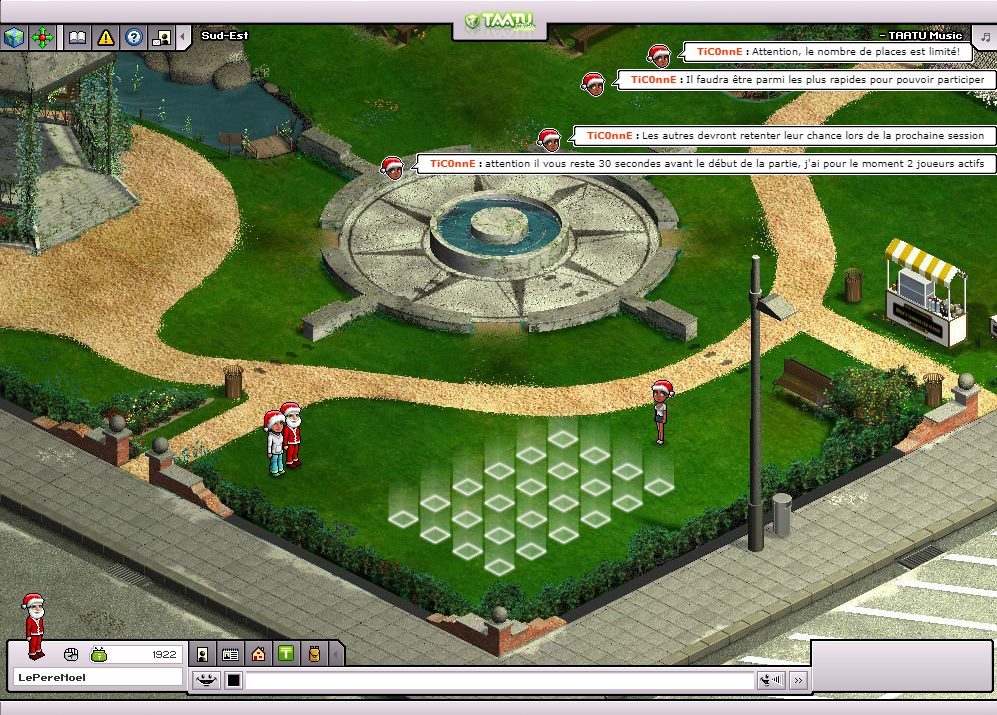 TAATU
Sud-Est
~ TAATU Music
TiC0nnE : Attention, le nombre de places est limité!
TiC0nnE : Il faudra être parmi les plus rapides pour pouvoir participer
TiC0nnE : Les autres devront retenter leur chance lors de la prochaine session
TiC0nnE : attention il vous reste 30 secondes avant le début de la partie, j'ai pour le moment 2 joueurs actifs
1922
LePereNoel